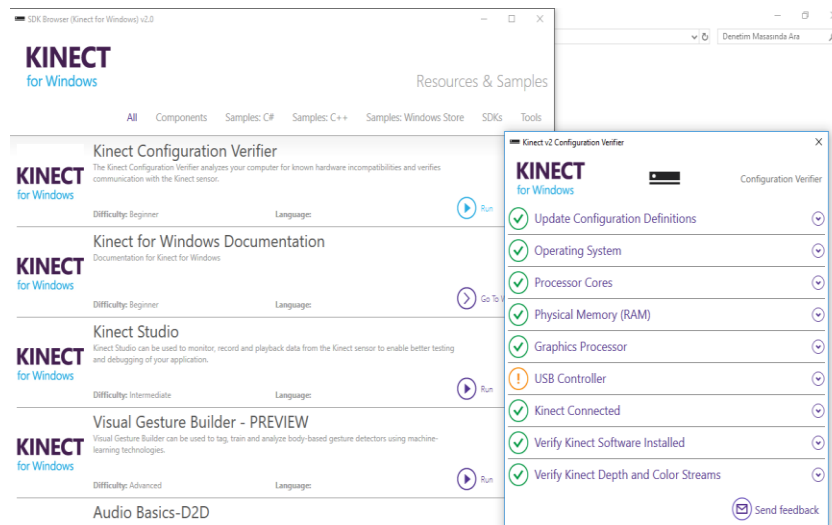 SDK Browser (Kinect for Windows) v2.0
Denetim Masasında Ara
KINECT
for Windows
Resources & Samples
All Components Samples: C# Samples: C++ Samples: Windows Store SDKs Tools
KINECT
for Windows
Kinect Configuration Verifier
The Kinect Configuration Verifier analyzes your computer for known hardware incompatibilities and verifies
communication with the Kinect sensor.
Difficulty: Beginner Language:
Run
KINECT
for Windows
Kinect for Windows Documentation
Documentation for Kinect for Windows
Difficulty: Beginner Language:
Go To
KINECT
for Windows
Kinect Studio
Kinect Studio can be used to monitor, record and playback data from the Kinect sensor to enable better testing
and debugging of your application.
Difficulty: Intermediate Language:
Run
KINECT
for Windows
Visual Gesture Builder - PREVIEW
Visual Gesture Builder can be used to tag, train and analyze body-based gesture detectors using machine-
learning technologies.
Difficulty: Advanced Language:
Run
Audio Basics-D2D
Kinect v2 Configuration Verifier
KINECT
for Windows
Configuration Verifier
Update Configuration Definitions
Operating System
Processor Cores
Physical Memory (RAM)
Graphics Processor
USB Controller
Kinect Connected
Verify Kinect Software Installed
Verify Kinect Depth and Color Streams
Send feedback